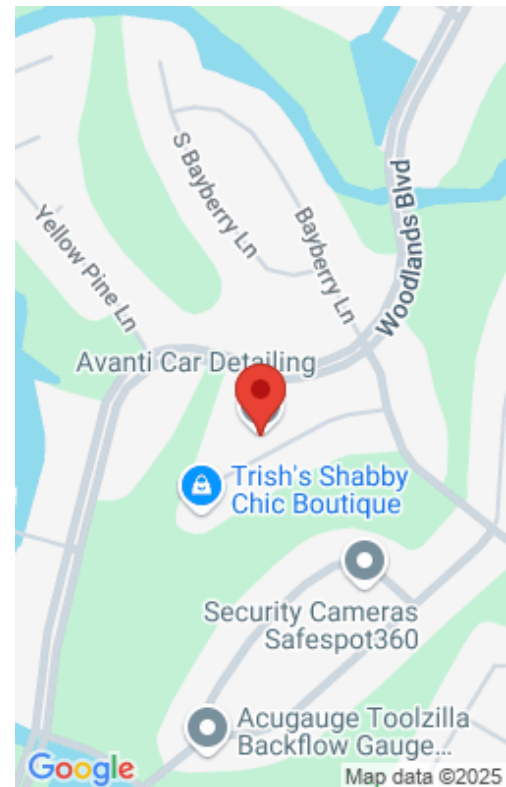 S Bayberry Ln
Bayberry Ln
Woodlands Blvd
Yellow Pine Ln
Avanti Car Detailing
Trish's Shabby
Chic Boutique
Security Cameras
Safespot360
Acugauge Toolzilla
Backflow Gauge...
Google
Map data ©2025